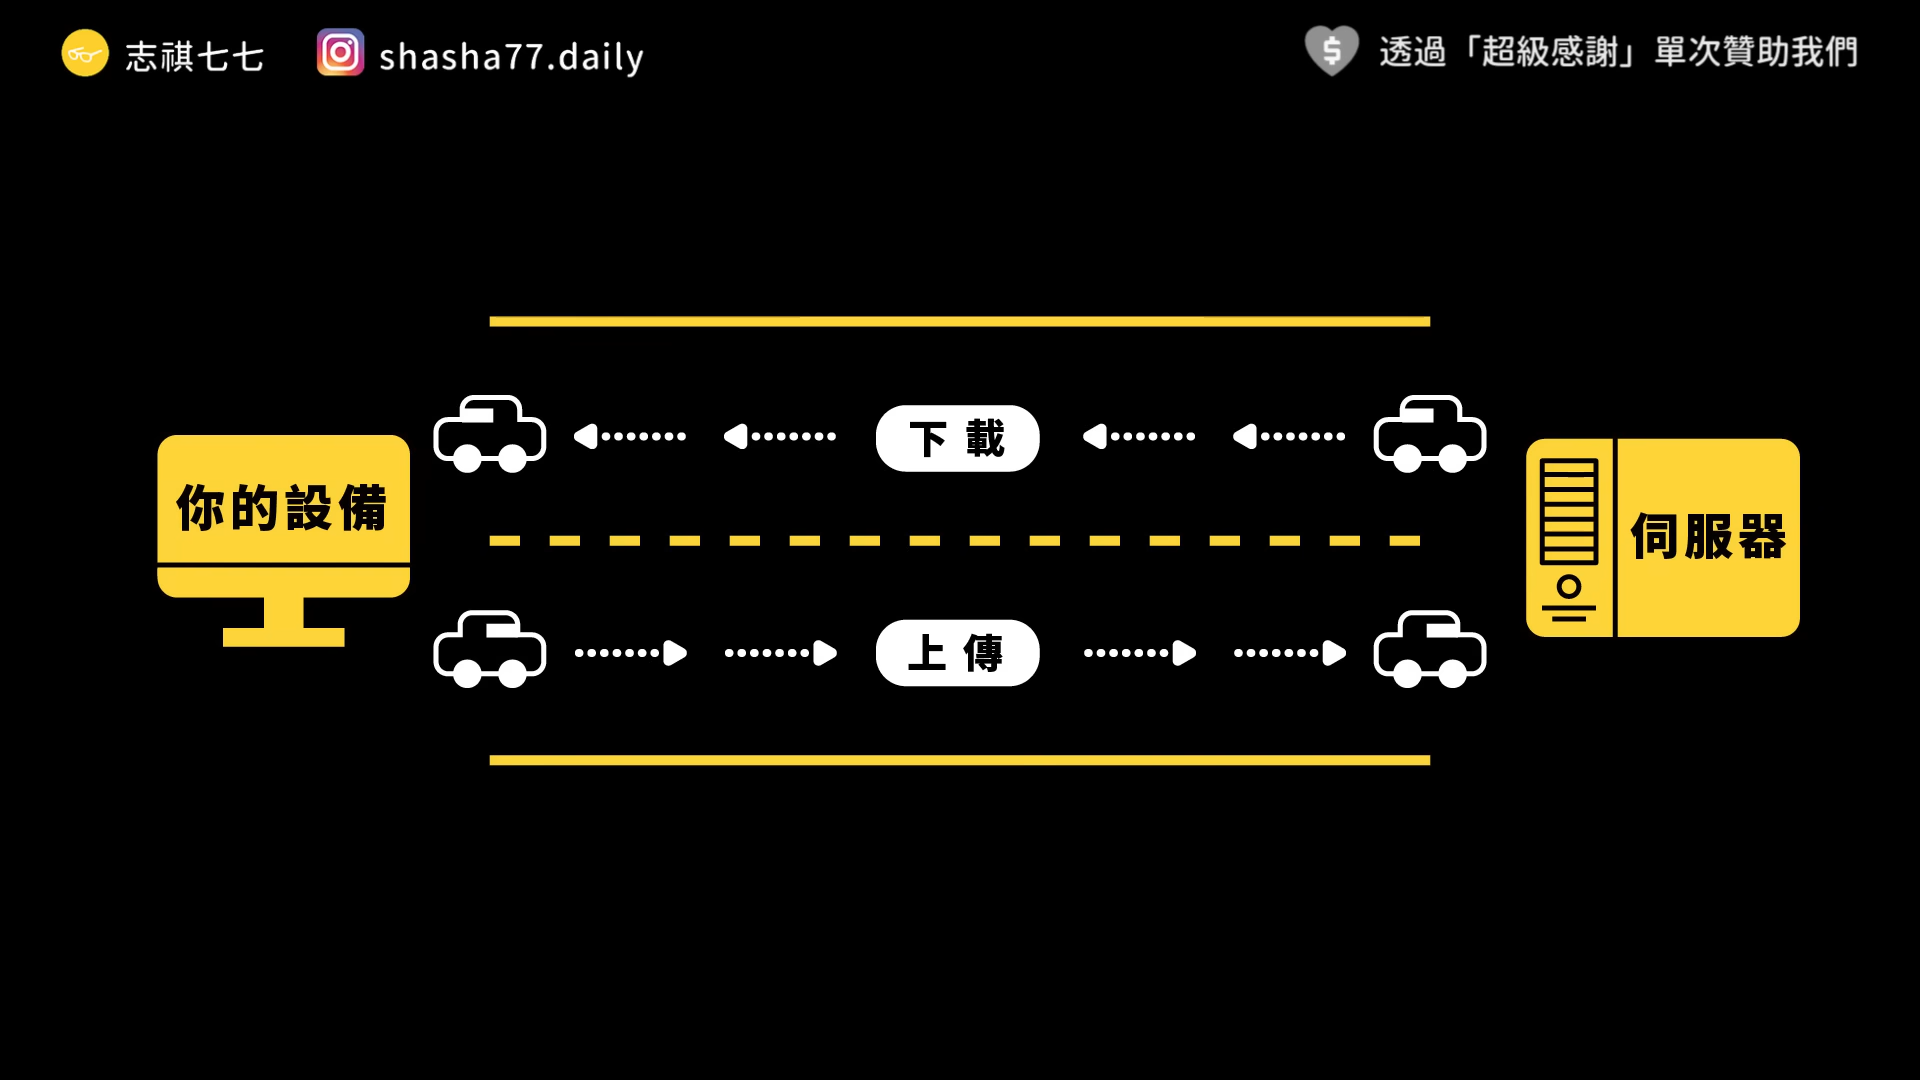 志祺七七
shasha77.daily
透過「超級感謝」單次贊助我們
下載
你的設備
伺服器
上傳